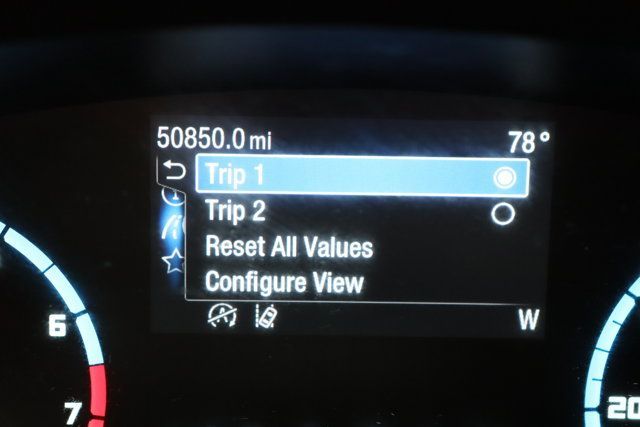 50850.0 mi 78°
Trip 1
Trip 2
Reset All Values
Configure View
W
6
7
20